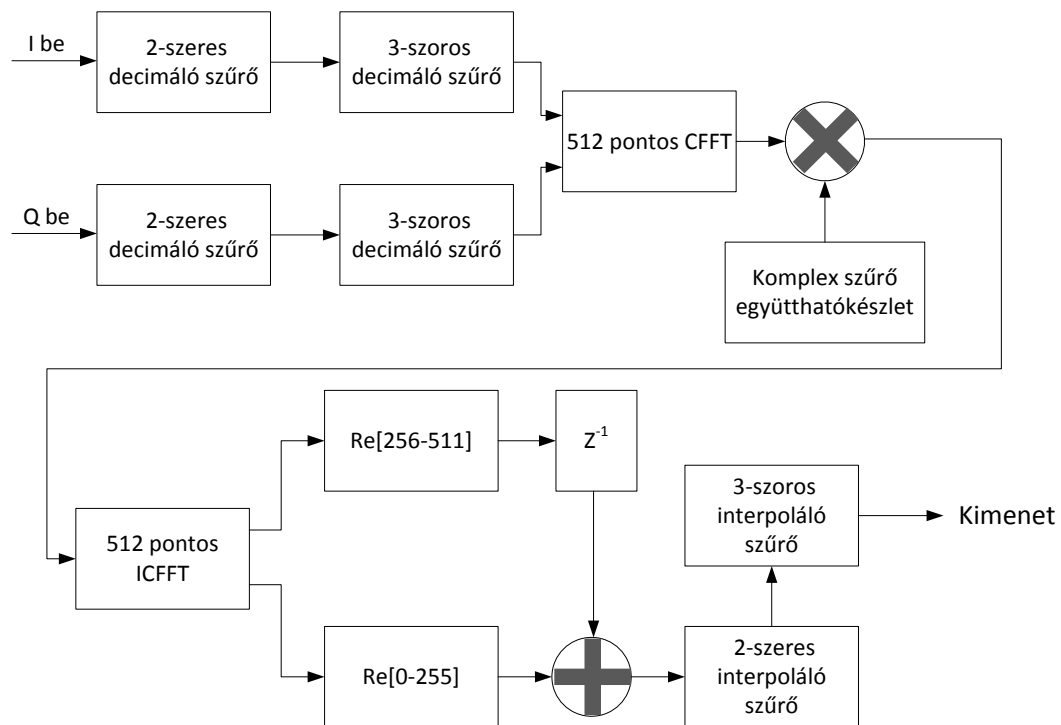 I be
2-szeres
decimáló szűrő
3-szoros
decimáló szűrő
512 pontos CFFT
Q be
2-szeres
decimáló szűrő
3-szoros
decimáló szűrő
Komplex szűrő
együtthatókészlet
Re[256-511]
Z⁻¹
3-szoros
interpoláló
szűrő
Kimenet
512 pontos
ICFFT
Re[0-255]
2-szeres
interpoláló
szűrő